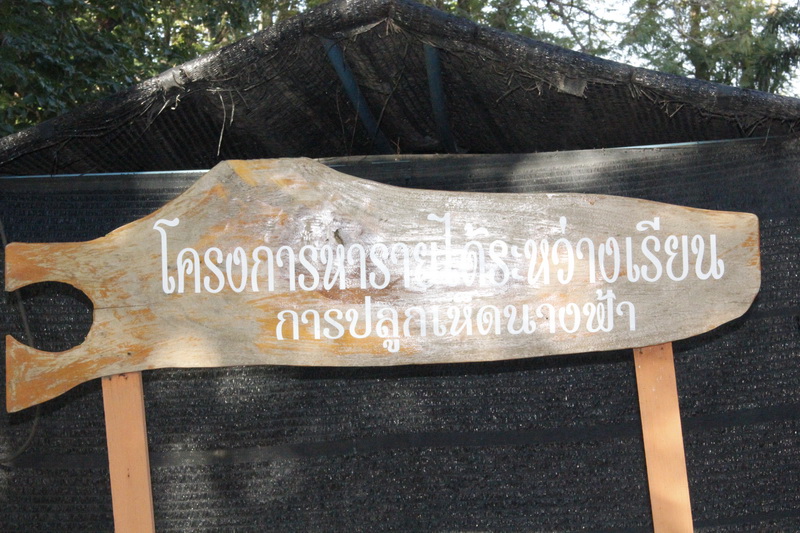 โครงการหารายได้ระหว่างเรียน
การปลูกเห็ดนางฟ้า